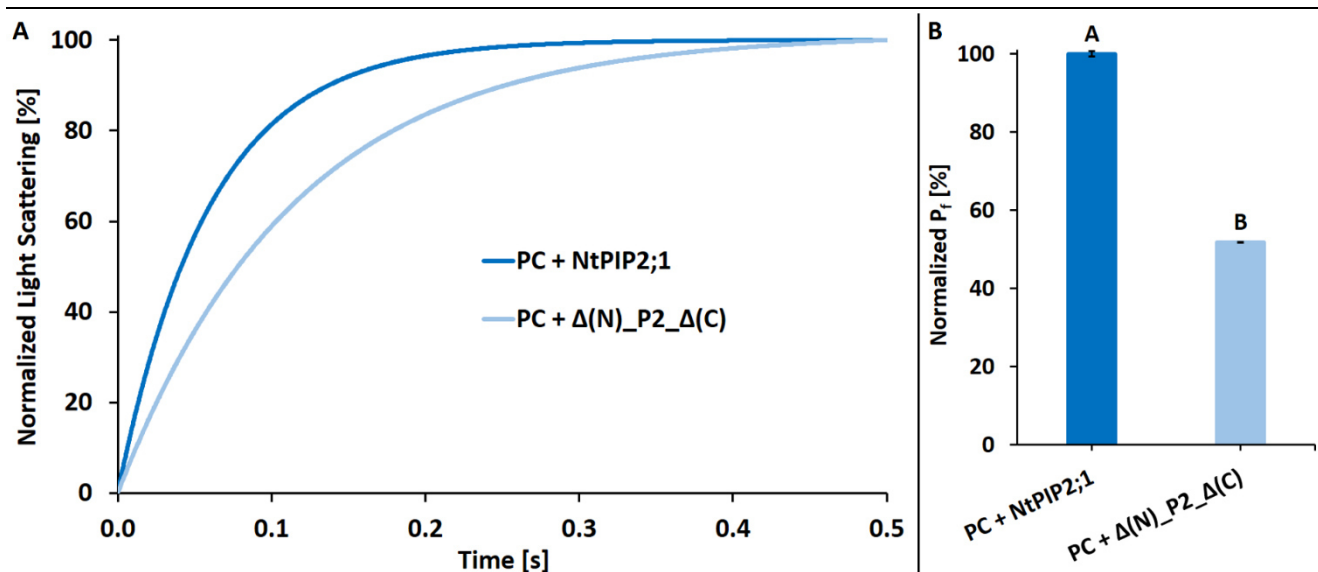 A
Normalized Light Scattering [%]
100
80
60
40
20
0
0.0 0.1 0.2 0.3 0.4 0.5
Time [s]
PC + NtPIP2;1
PC + Δ(N)_P2_Δ(C)
B
Normalized Pf [%]
100
80
60
40
20
0
A
B
PC + NtPIP2;1
PC + Δ(N)_P2_Δ(C)